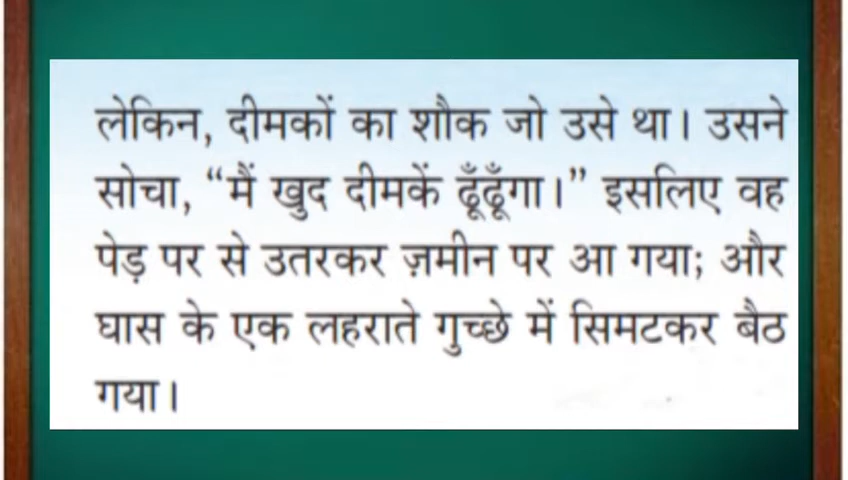 लेकिन, दीमकों का शौक जो उसे था। उसने
सोचा, “मैं खुद दीमकें ढूँढूँगा।” इसलिए वह
पेड़ पर से उतरकर ज़मीन पर आ गया; और
घास के एक लहराते गुच्छे में सिमटकर बैठ
गया।